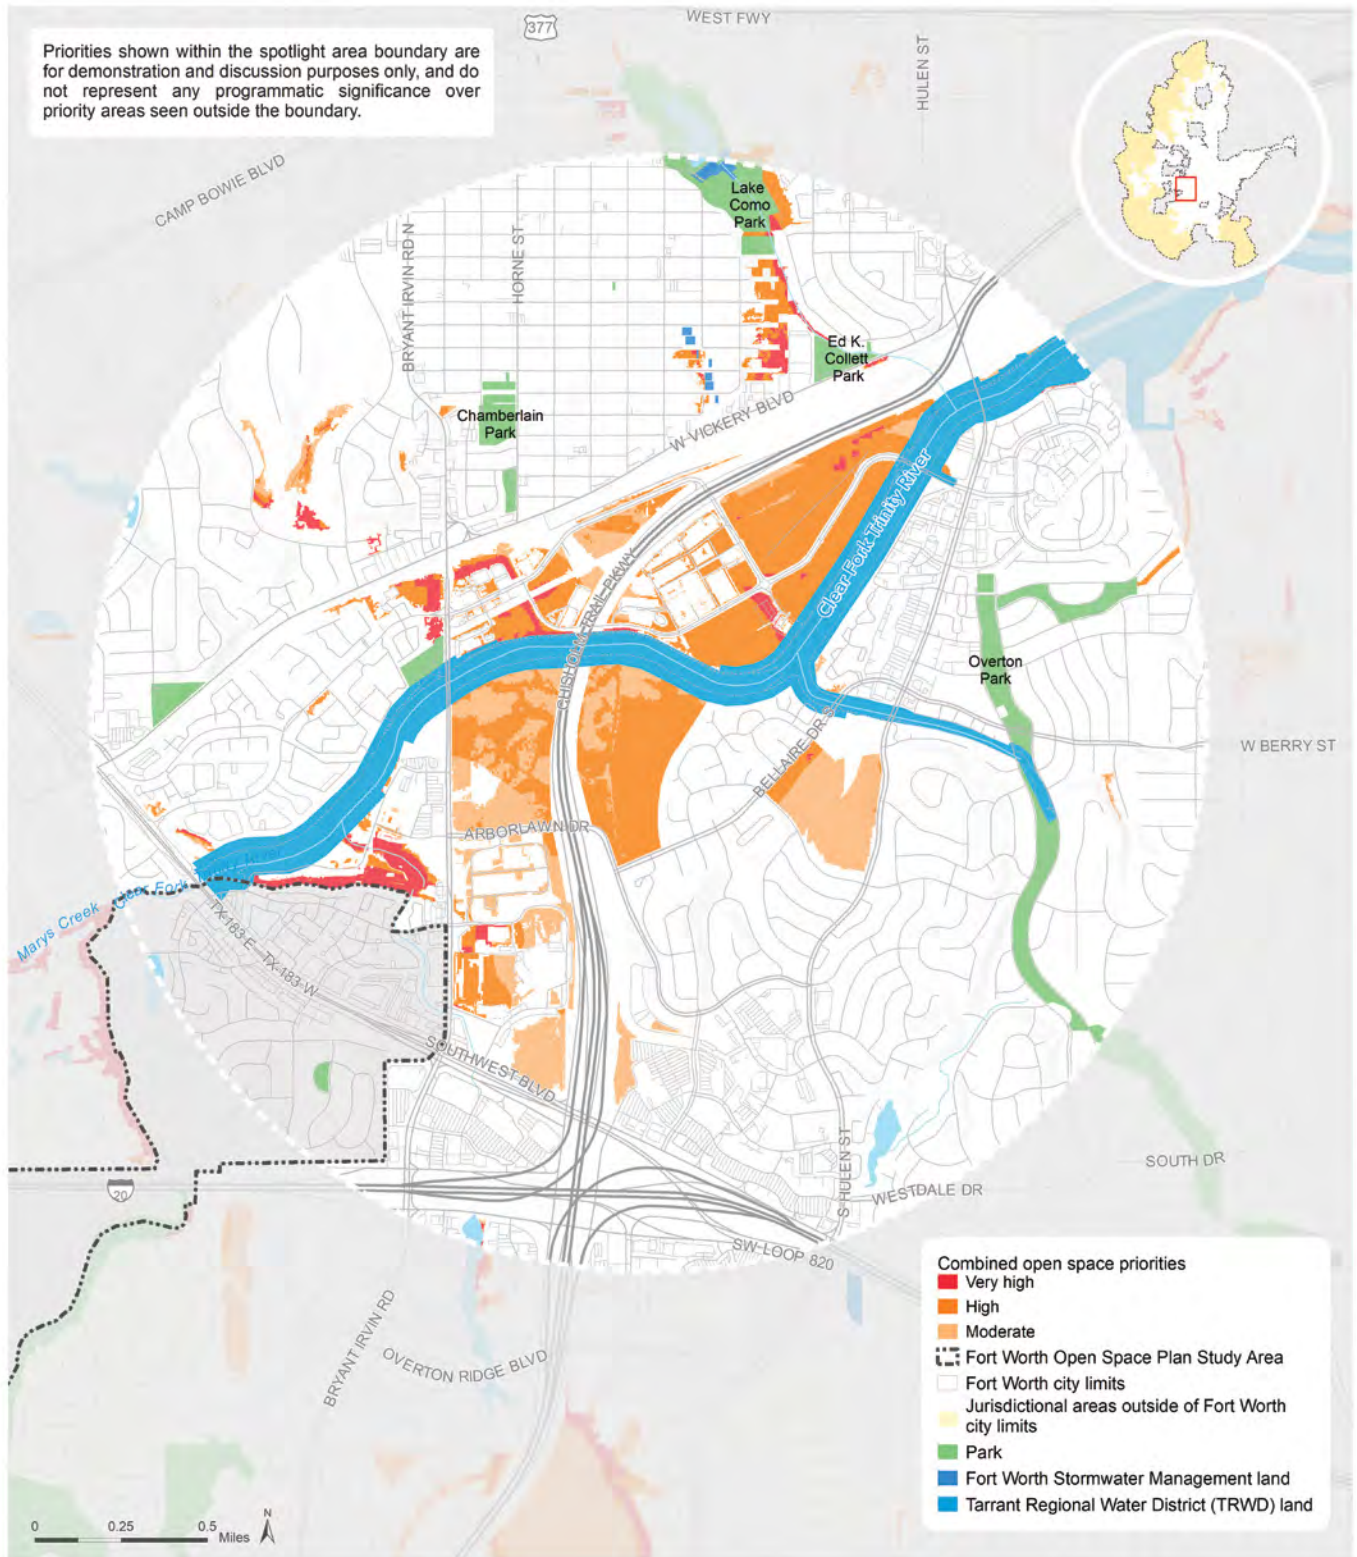 WEST FWY
377
Priorities shown within the spotlight area boundary are
for demonstration and discussion purposes only, and do
not represent any programmatic significance over
priority areas seen outside the boundary.
HULEN ST
CAMP BOWIE BLVD
Lake
Como
Park
BRYANT IRVIN RD N
HORNE ST
Ed K.
Collett
Park
Chamberlain
Park
W VICKERY BLVD
Clear Fork Trinity River
CHISHOLM TRAIL PKWY
Overton
Park
BELLAIRE DR S
W BERRY ST
ARBORLAWN DR
Marys Creek
Clear Fork Trinity River
TX-183 E
TX-183 W
SOUTHWEST BLVD
S HULEN ST
SOUTH DR
WESTDALE DR
20
SW LOOP 820
BRYANT IRVIN RD
OVERTON RIDGE BLVD
Combined open space priorities
Very high
High
Moderate
Fort Worth Open Space Plan Study Area
Fort Worth city limits
Jurisdictional areas outside of Fort Worth
city limits
Park
Fort Worth Stormwater Management land
Tarrant Regional Water District (TRWD) land
0 0.25 0.5
Miles
N